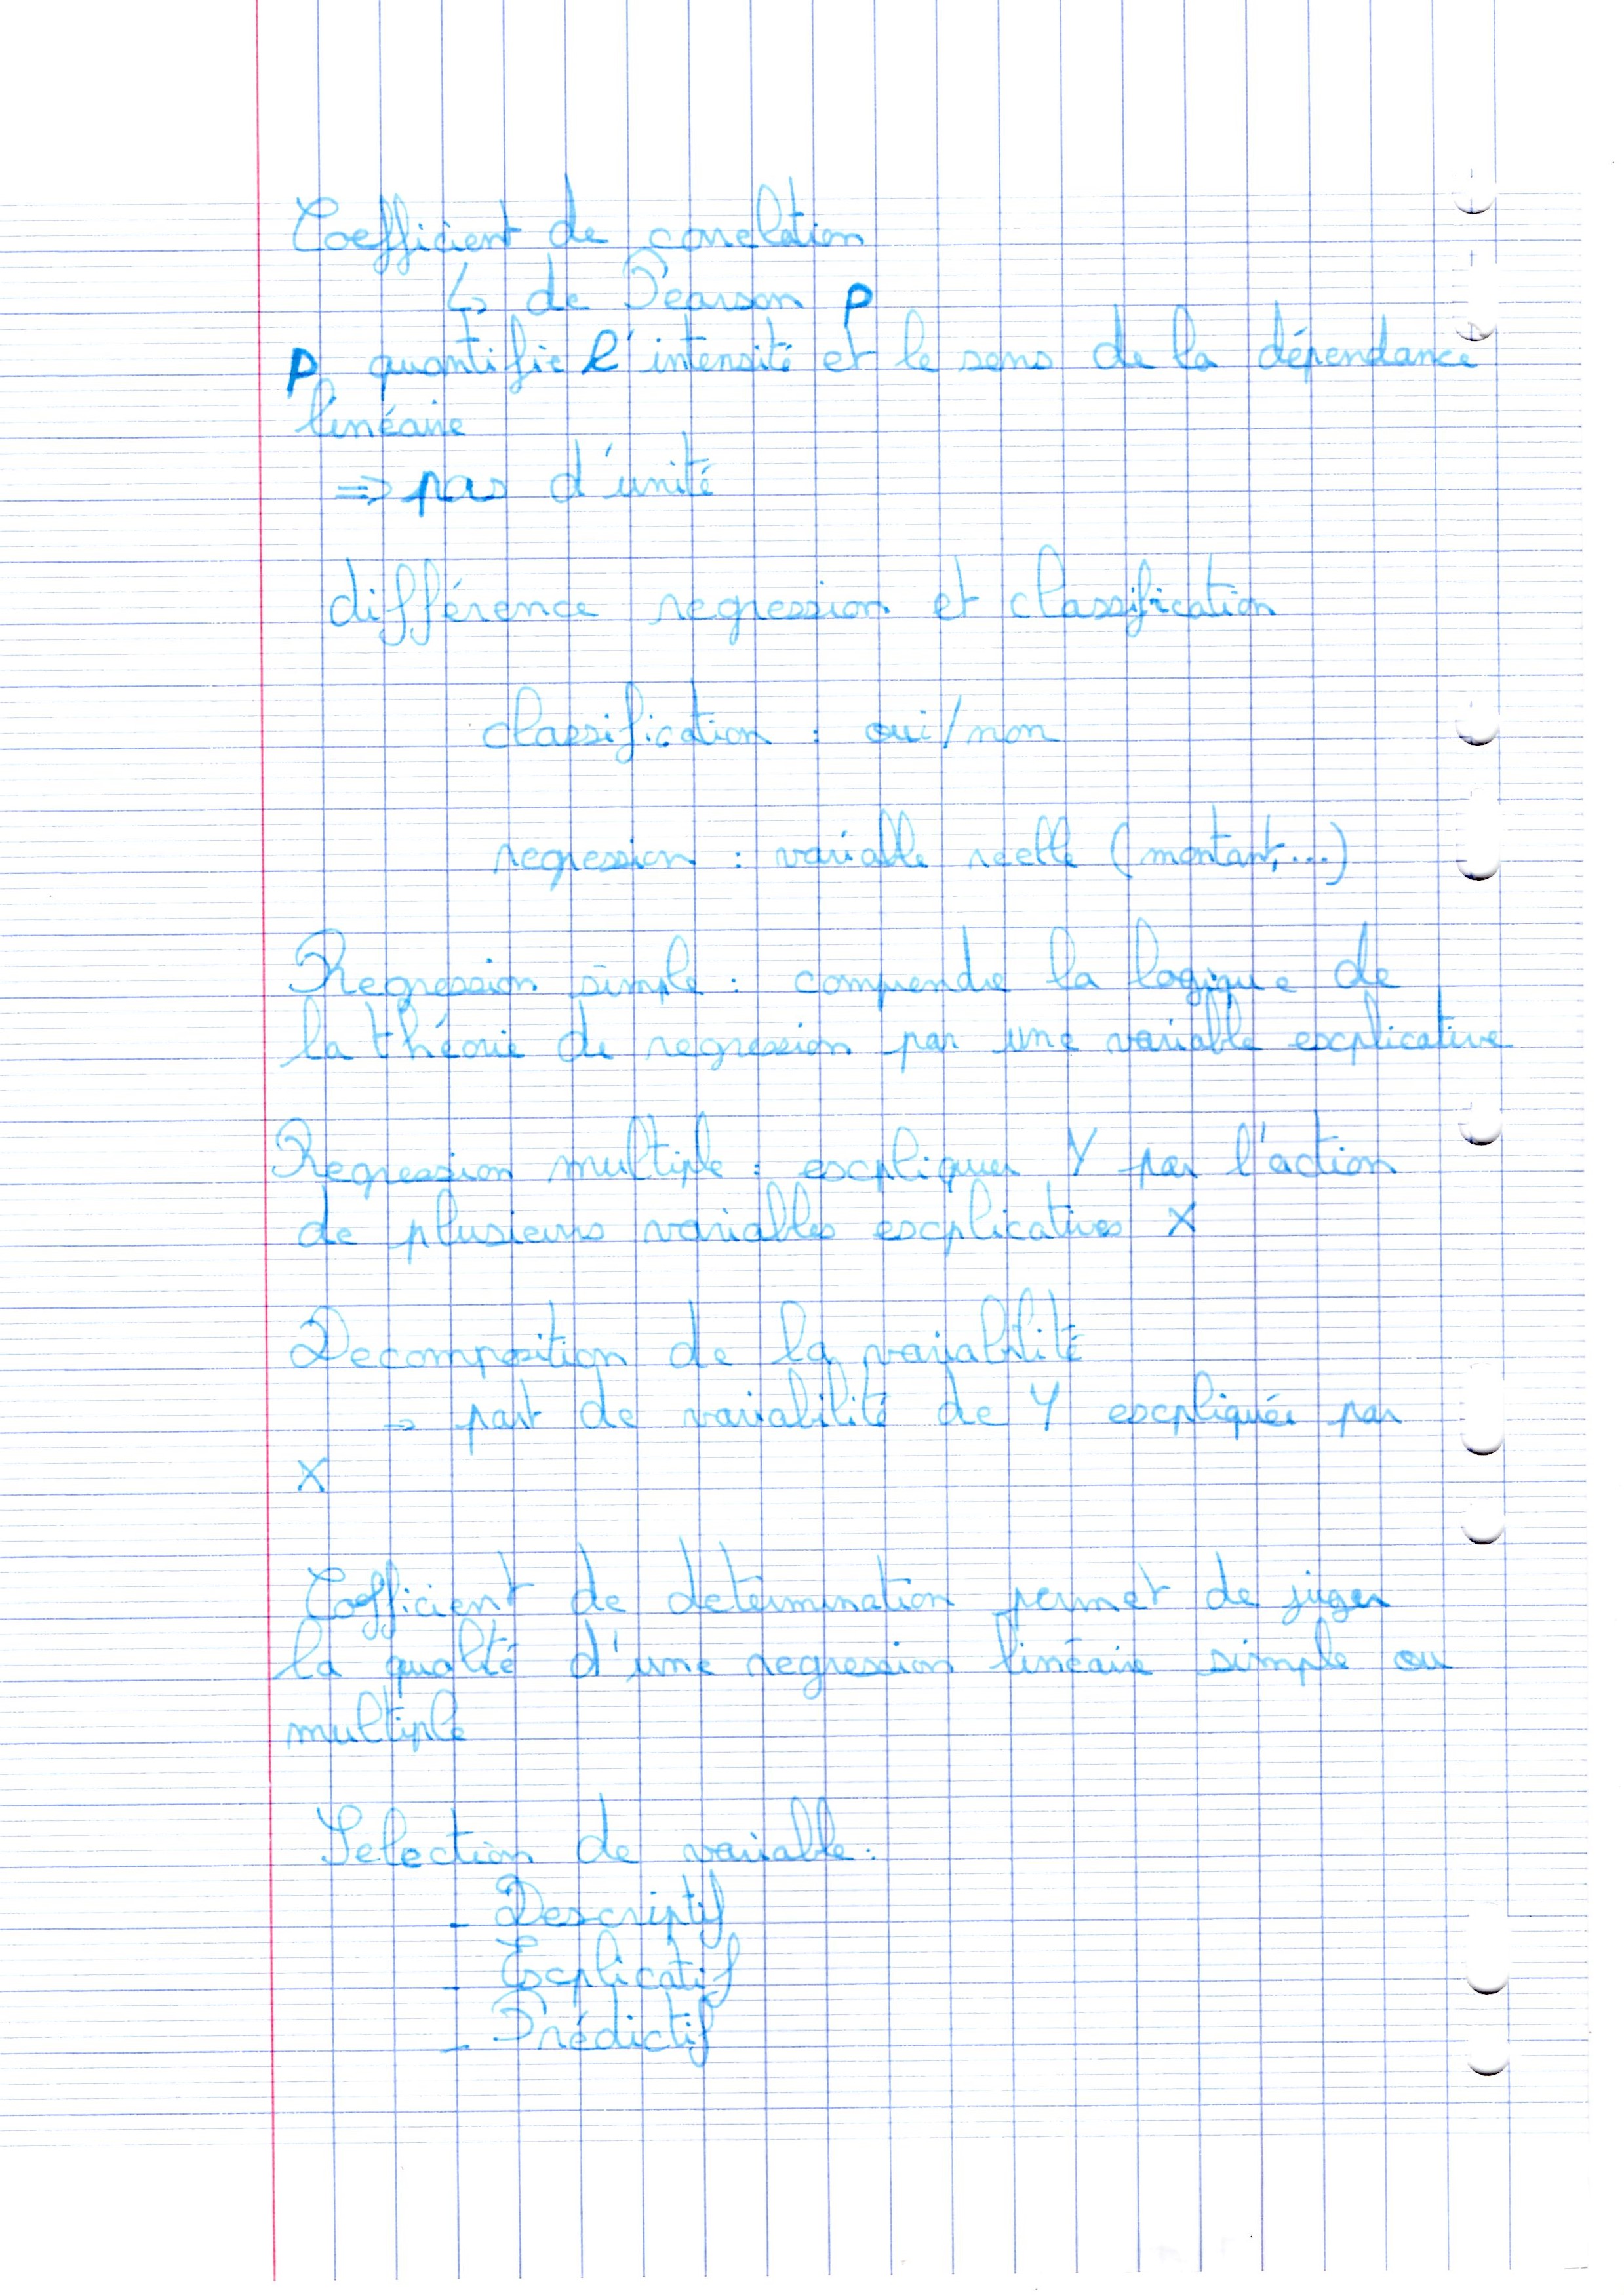 Coefficient de corelation
↳ de Pearson ρ
ρ quantifie l'intensité et le sens de la dépendance
linéaire
=> pas d'unité
différence regression et classification
classification : oui/non
regression : variable reelle (montant, ...)
Regression simple : comprendre la logique de
la théorie de regression par une variable explicative
Regression multiple : expliquer Y par l'action
de plusieurs variables explicatives X
Decomposition de la variabilité
-> part de variabilité de Y expliquée par
X
Coefficient de determination permet de juger
la qualité d'une regression linéaire simple ou
multiple
Selection de variable :
- Descriptif
- Explicatif
- Prédictif